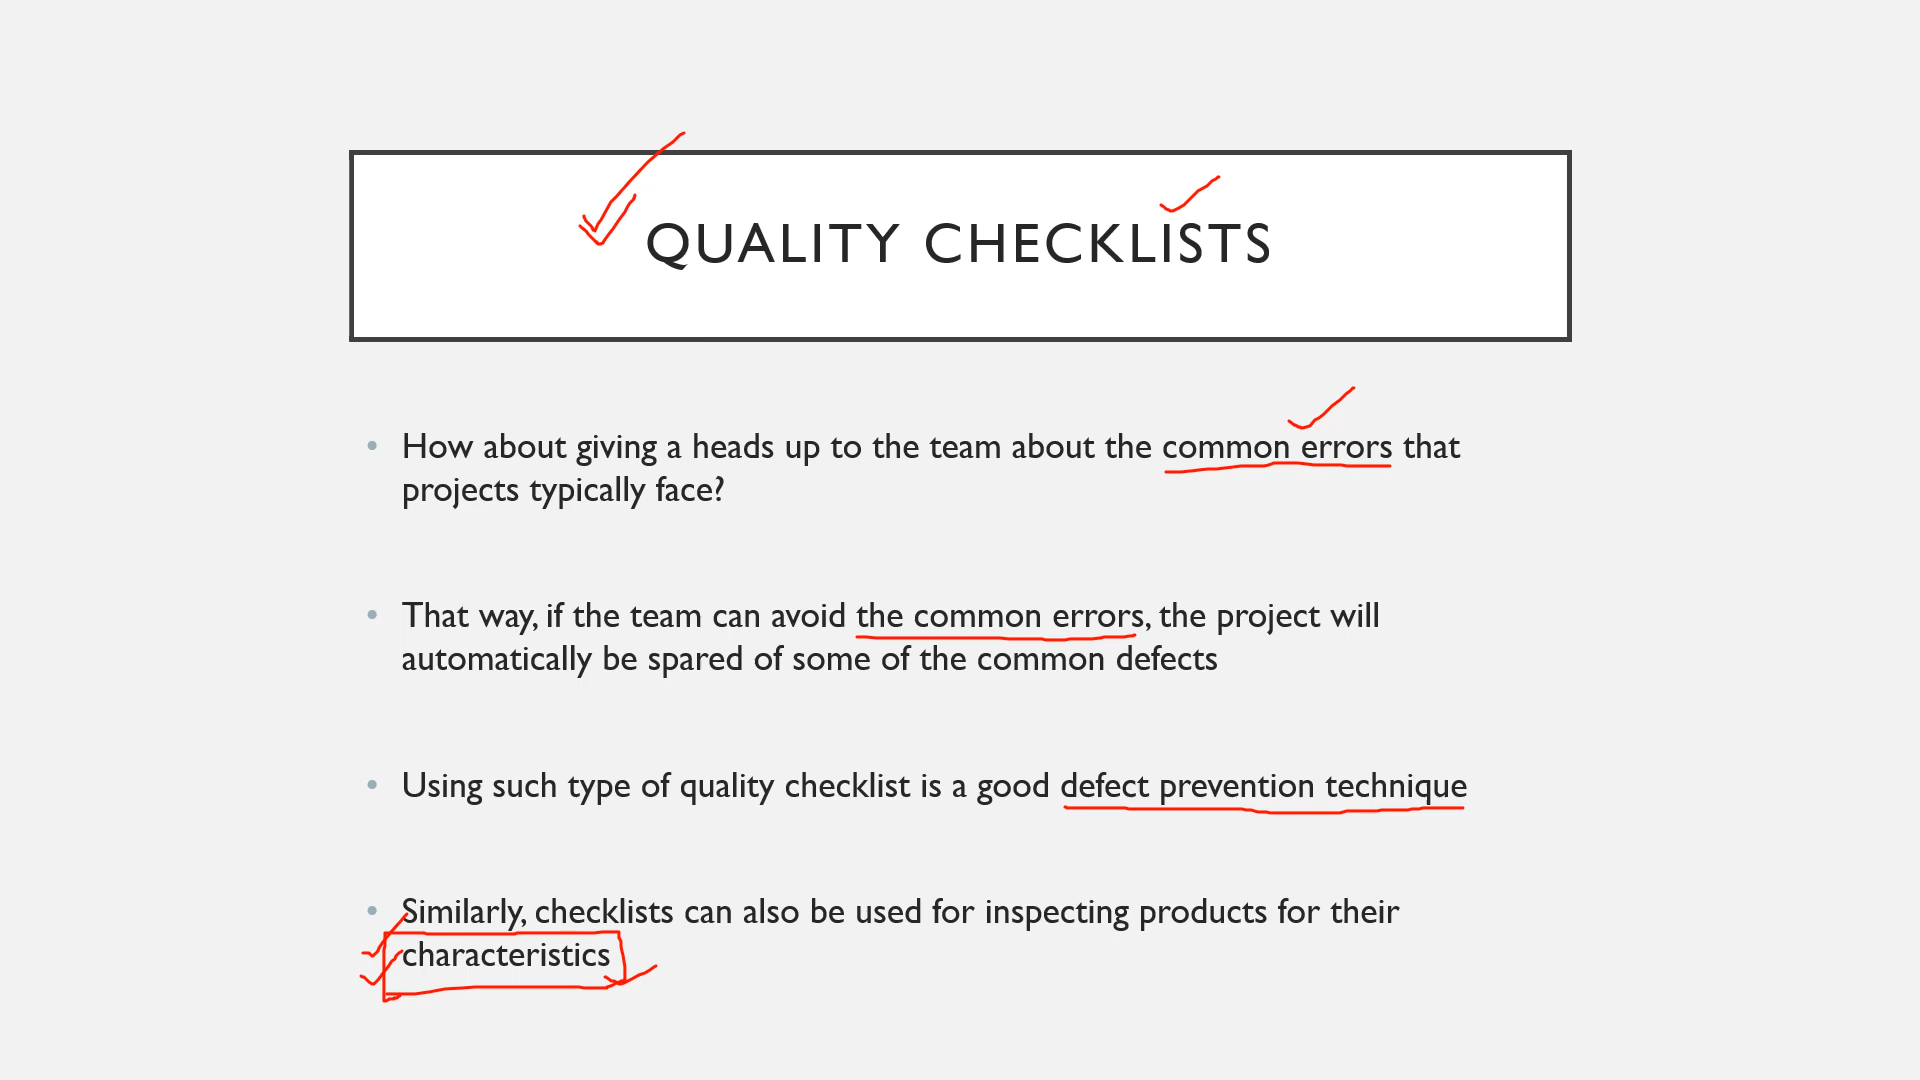 QUALITY CHECKLISTS
• How about giving a heads up to the team about the common errors that
projects typically face?
• That way, if the team can avoid the common errors, the project will
automatically be spared of some of the common defects
• Using such type of quality checklist is a good defect prevention technique
• Similarly, checklists can also be used for inspecting products for their
characteristics